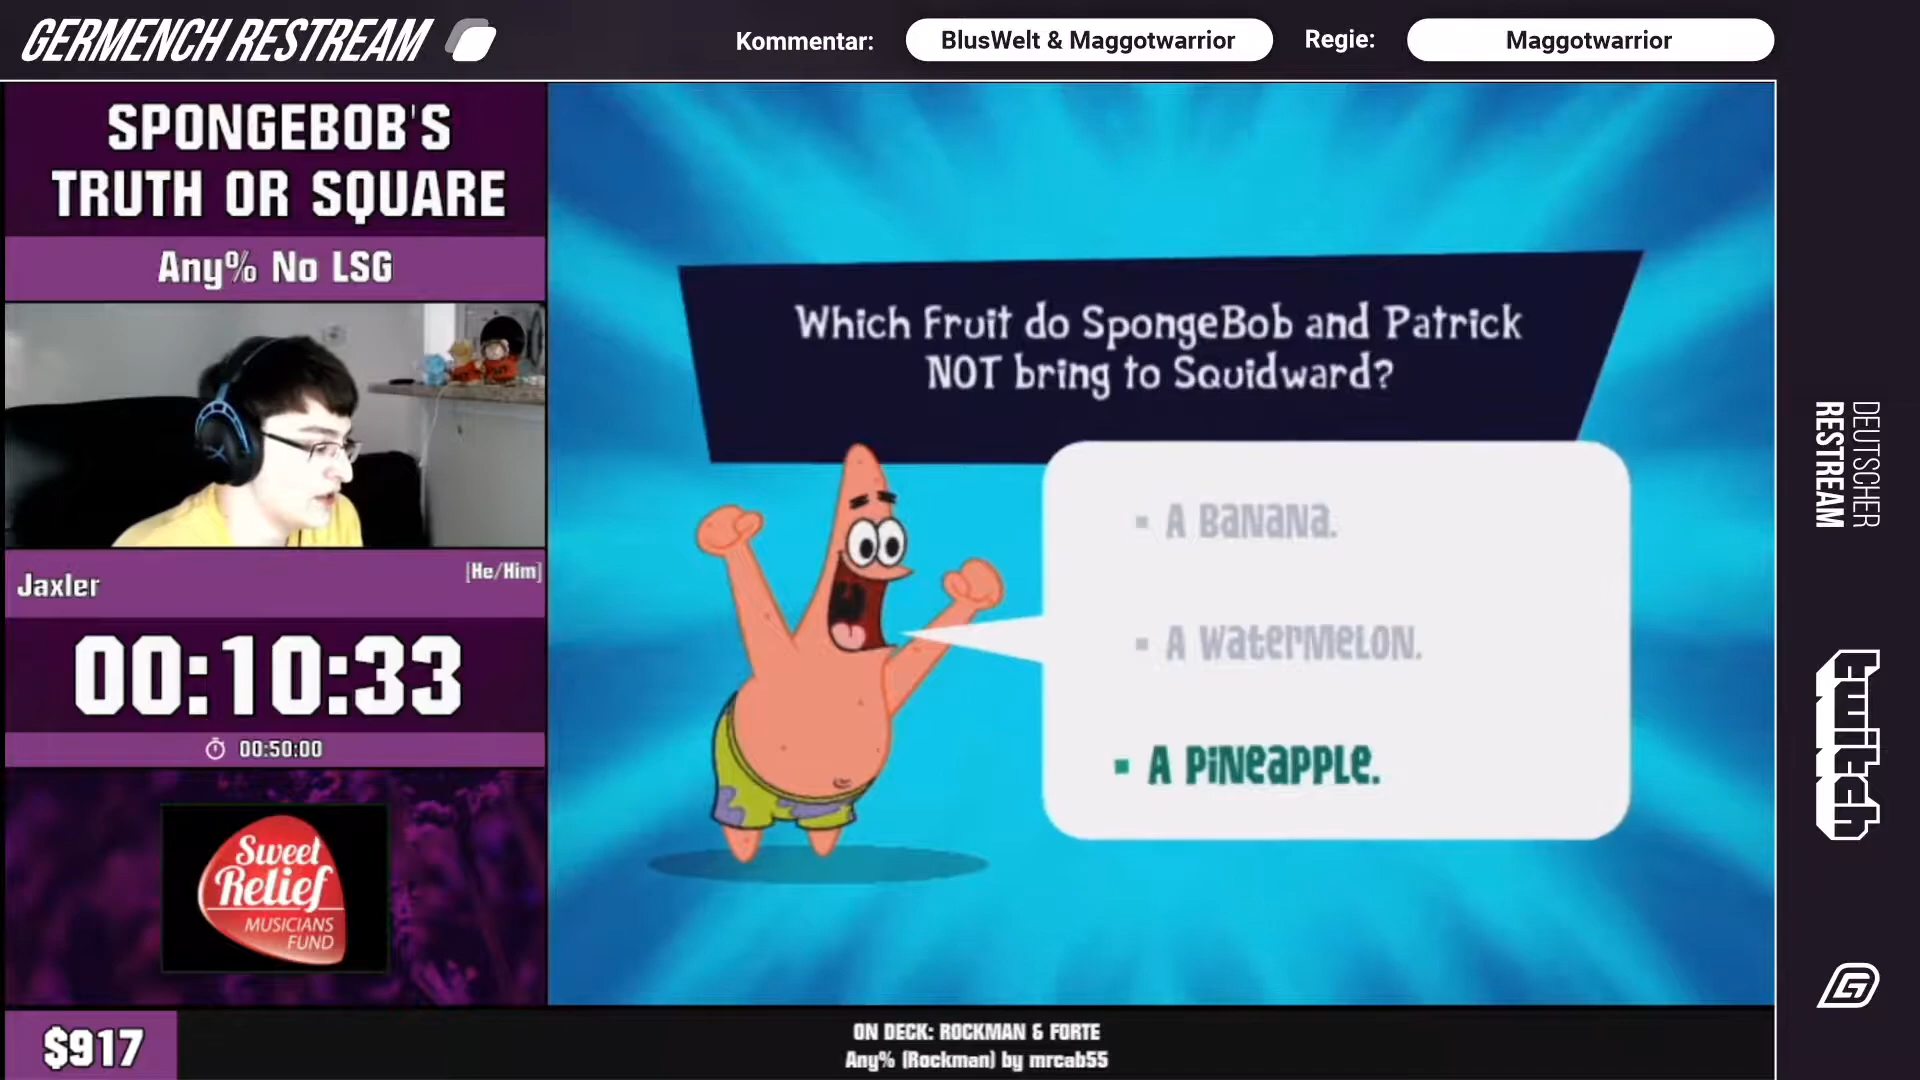 GERMENCH RESTREAM
Kommentar:
BlusWelt & Maggotwarrior
Regie:
Maggotwarrior
SPONGEBOB'S
TRUTH OR SQUARE
Any% No LSG
Jaxler
[He/Him]
00:10:33
00:50:00
Sweet
Relief
MUSICIANS
FUND
$917
Which Fruit do SpongeBob and Patrick
NOT bring to Squidward?
A BANANA.
A WATERMELON.
A PINEAPPLE.
ON DECK: ROCKMAN & FORTE
Any% (Rockman) by mrcab55
DEUTSCHER
RESTREAM
twitch
G